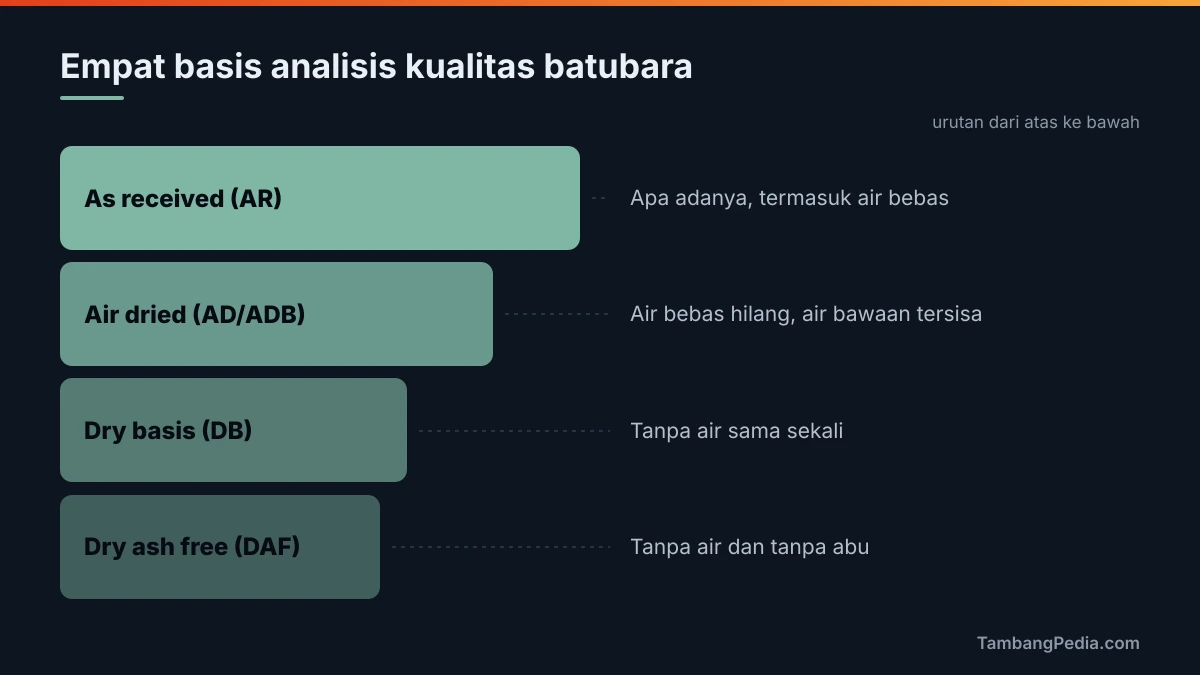 Empat basis analisis kualitas batubara
urutan dari atas ke bawah
As received (AR)
Apa adanya, termasuk air bebas
Air dried (AD/ADB)
Air bebas hilang, air bawaan tersisa
Dry basis (DB)
Tanpa air sama sekali
Dry ash free (DAF)
Tanpa air dan tanpa abu
TambangPedia.com